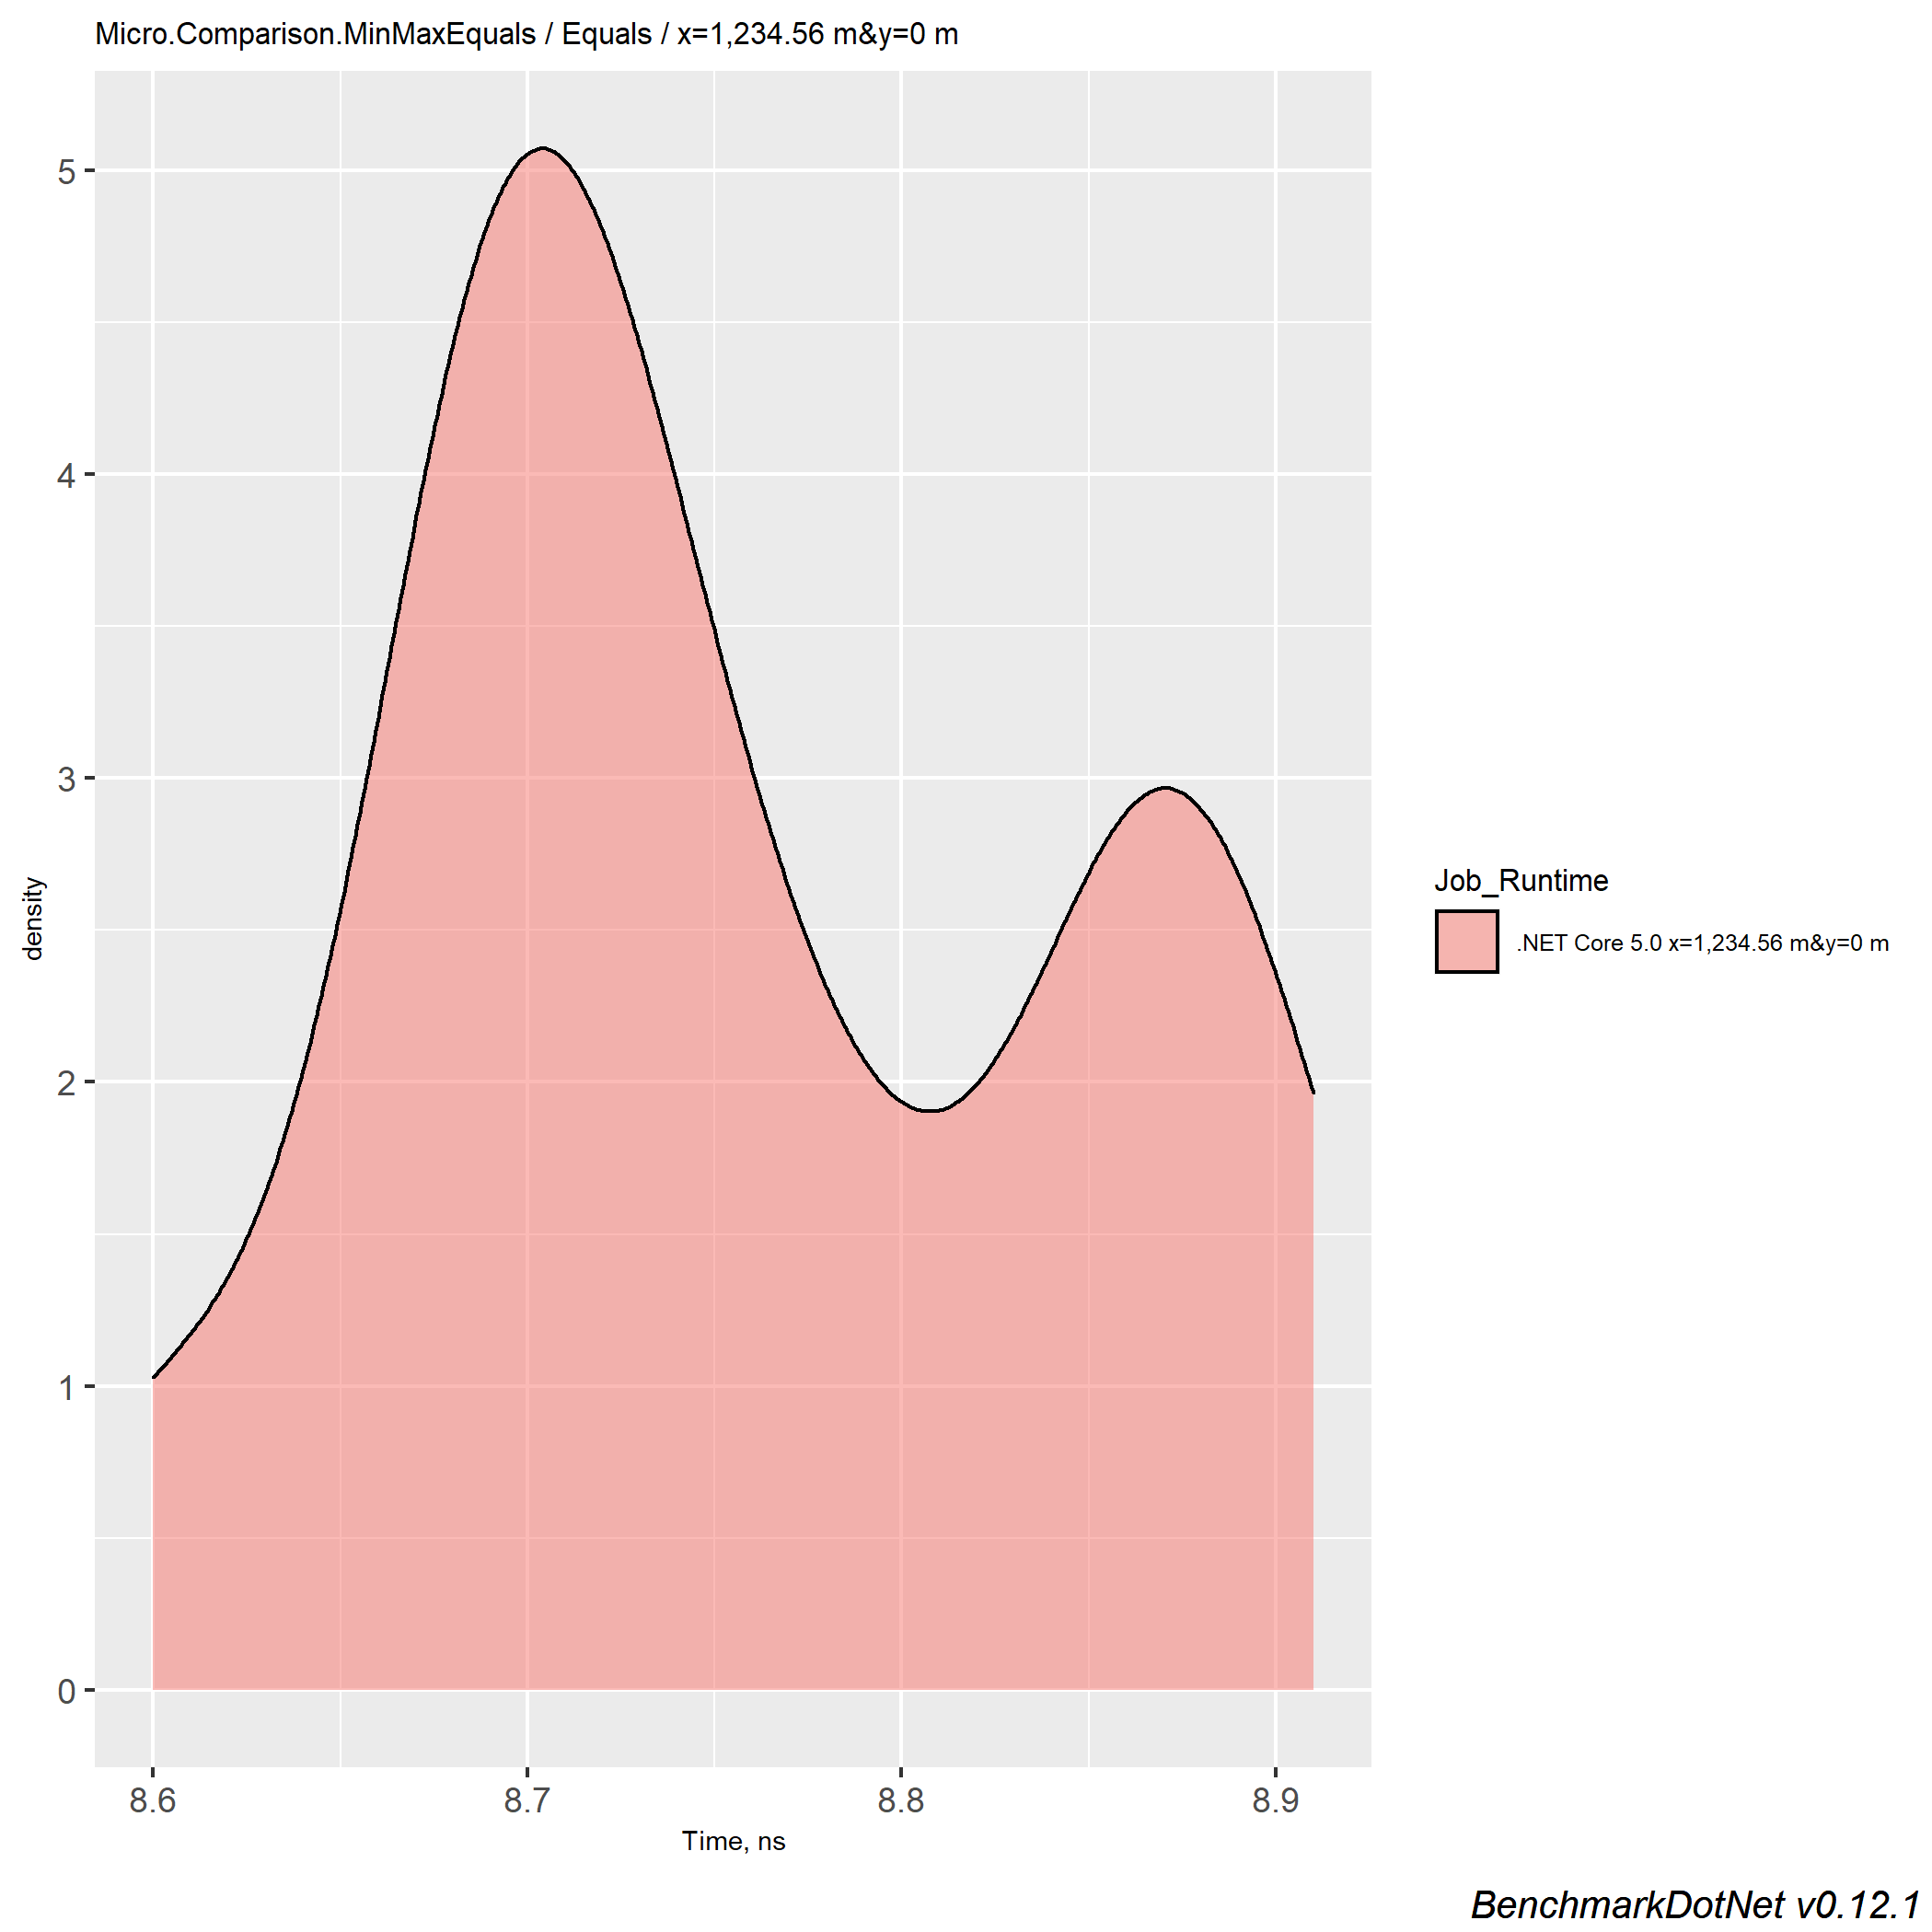 Micro.Comparison.MinMaxEquals / Equals / x=1,234.56 m&y=0 m
5
4
3
2
1
0
density
8.6 8.7 8.8 8.9
Time, ns
Job_Runtime
.NET Core 5.0 x=1,234.56 m&y=0 m
BenchmarkDotNet v0.12.1